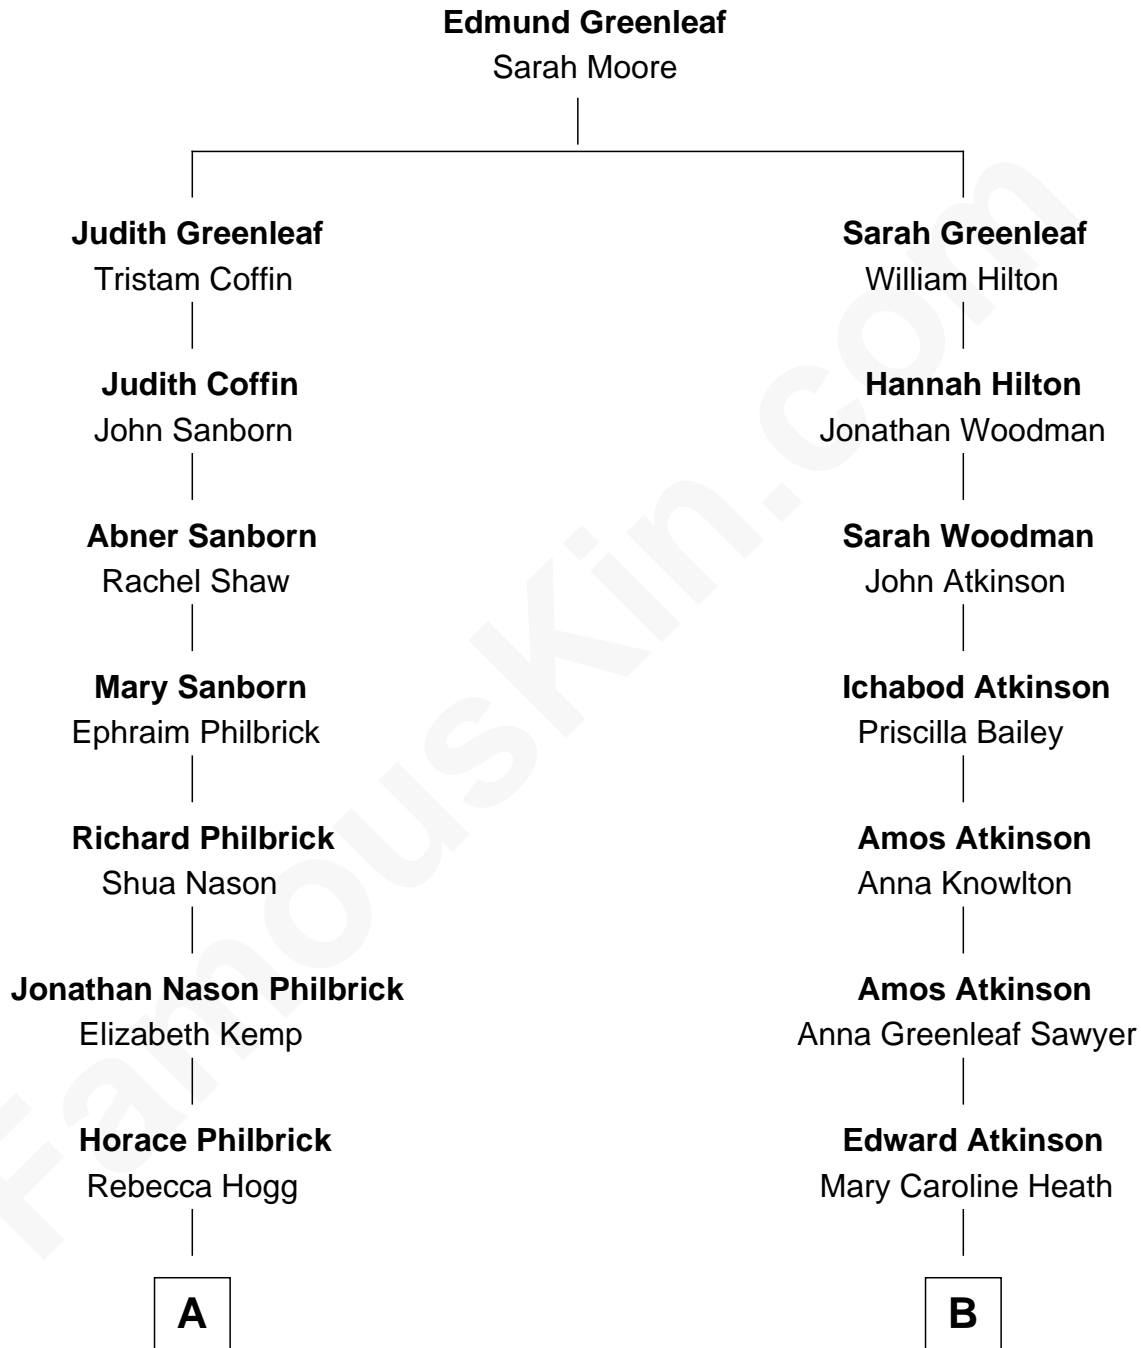 Edmund Greenleaf
Sarah Moore
Judith Greenleaf
Tristam Coffin
Sarah Greenleaf
William Hilton
Judith Coffin
John Sanborn
Hannah Hilton
Jonathan Woodman
Abner Sanborn
Rachel Shaw
Sarah Woodman
John Atkinson
Mary Sanborn
Ephraim Philbrick
Ichabod Atkinson
Priscilla Bailey
Richard Philbrick
Shua Nason
Amos Atkinson
Anna Knowlton
Jonathan Nason Philbrick
Elizabeth Kemp
Amos Atkinson
Anna Greenleaf Sawyer
Horace Philbrick
Rebecca Hogg
Edward Atkinson
Mary Caroline Heath
A
B
FamousKin.com